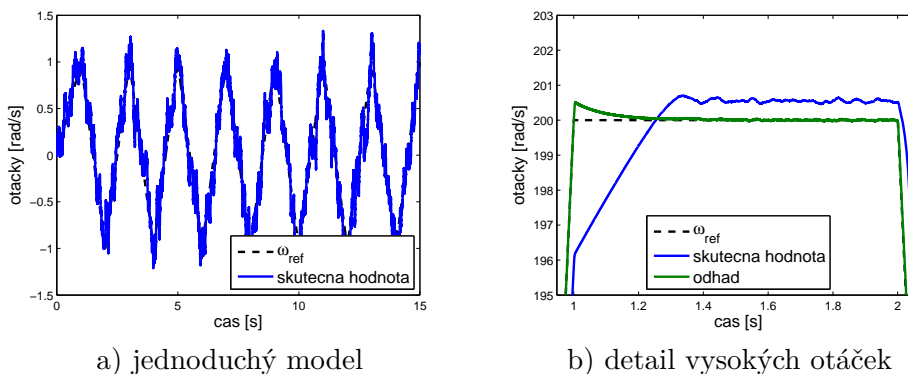 1.5
1
0.5
0
−0.5
−1
−1.5
0
5
10
15
otacky [rad/s]
cas [s]
ω_ref
skutecna hodnota
a) jednoduchý model
203
202
201
200
199
198
197
196
195
1
1.2
1.4
1.6
1.8
2
otacky [rad/s]
cas [s]
ω_ref
skutecna hodnota
odhad
b) detail vysokých otáček